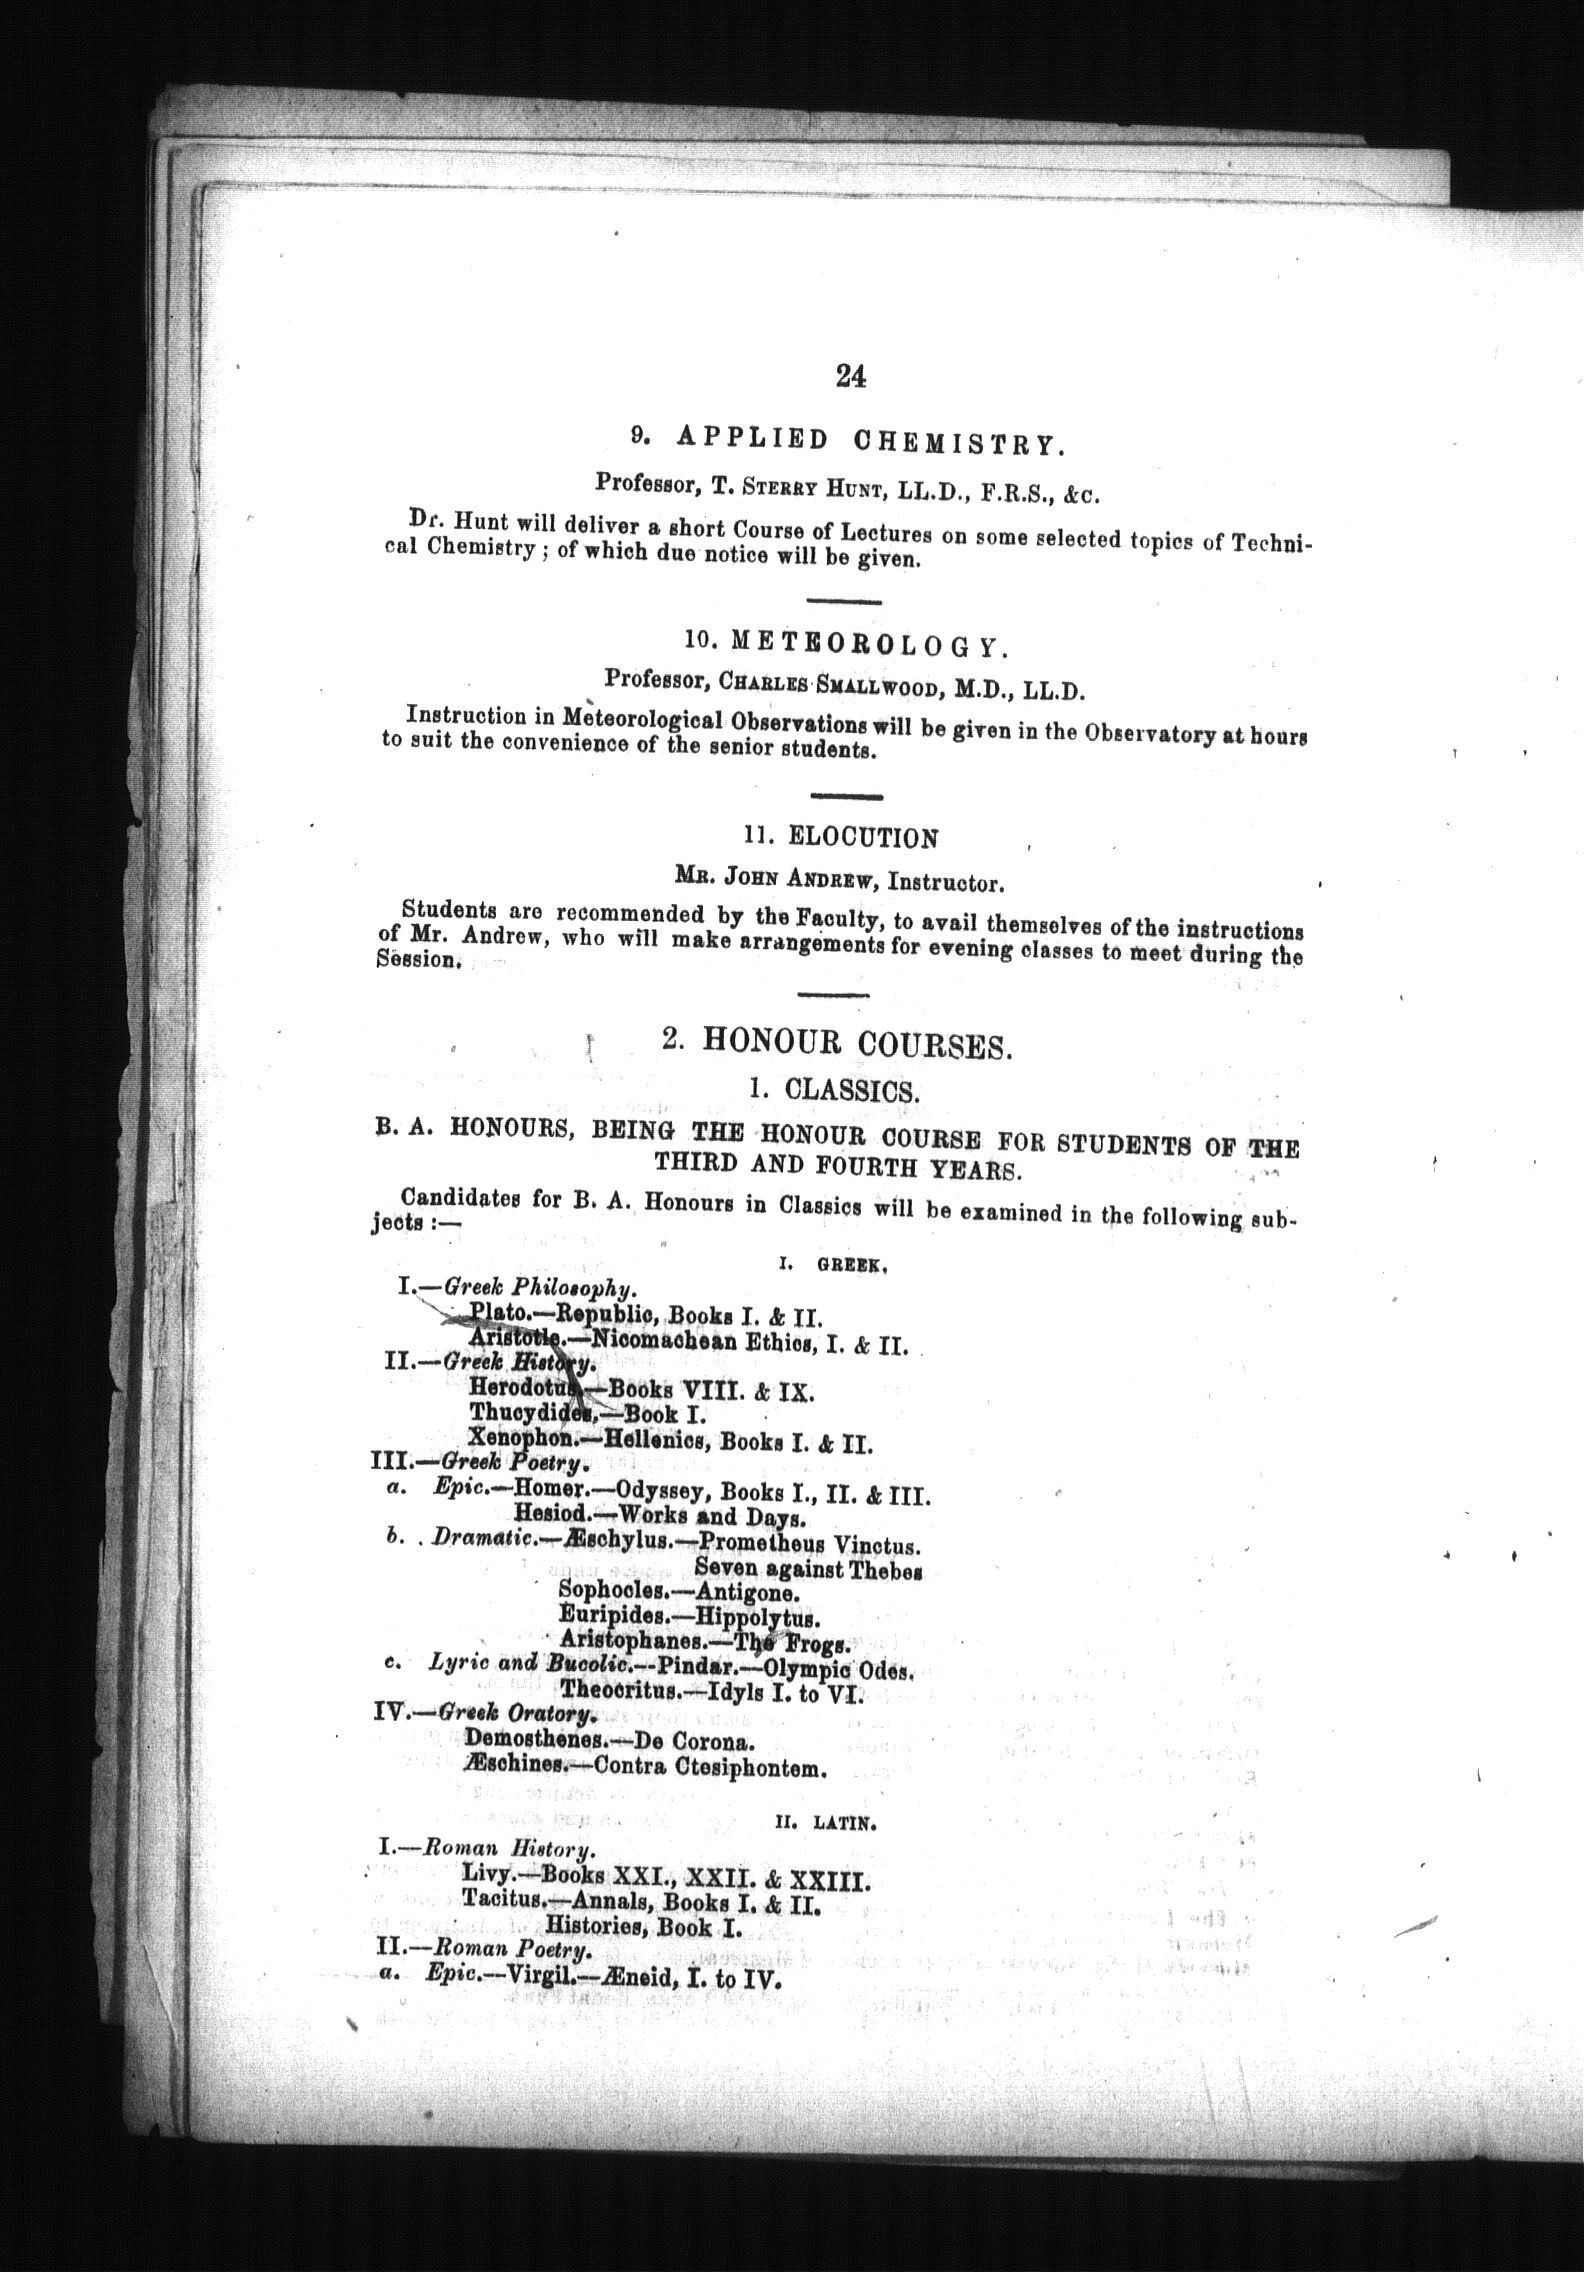 24
9. APPLIED CHEMISTRY.
Professor, T. STERRY HUNT, LL.D., F.R.S., &c.
Dr. Hunt will deliver a short Course of Lectures on some selected topics of Techni-
cal Chemistry ; of which due notice will be given.
10. METEOROLOGY.
Professor, CHARLES SMALLWOOD, M.D., LL.D.
Instruction in Meteorological Observations will be given in the Observatory at hours
to suit the convenience of the senior students.
11. ELOCUTION
MR. JOHN ANDREW, Instructor.
Students are recommended by the Faculty, to avail themselves of the instructions
of Mr. Andrew, who will make arrangements for evening classes to meet during the
Session.
2. HONOUR COURSES.
1. CLASSICS.
B. A. HONOURS, BEING THE HONOUR COURSE FOR STUDENTS OF THE
THIRD AND FOURTH YEARS.
Candidates for B. A. Honours in Classics will be examined in the following sub-
jects :—
I. GREEK.
I.—Greek Philosophy.
Plato.—Republic, Books I. & II.
Aristotle.—Nicomachean Ethics, I. & II.
II.—Greek History.
Herodotus.—Books VIII. & IX.
Thucydides,—Book I.
Xenophon.—Hellenics, Books I. & II.
III.—Greek Poetry.
a. Epic.—Homer.—Odyssey, Books I., II. & III.
Hesiod.—Works and Days.
b. Dramatic.—Æschylus.—Prometheus Vinctus.
Seven against Thebes
Sophocles.—Antigone.
Euripides.—Hippolytus.
Aristophanes.—The Frogs.
c. Lyric and Bucolic.—Pindar.—Olympic Odes.
Theocritus.—Idyls I. to VI.
IV.—Greek Oratory.
Demosthenes.—De Corona.
Æschines.—Contra Ctesiphontem.
II. LATIN.
I.—Roman History.
Livy.—Books XXI., XXII. & XXIII.
Tacitus.—Annals, Books I. & II.
Histories, Book I.
II.—Roman Poetry.
a. Epic.—Virgil.—Æneid, I. to IV.